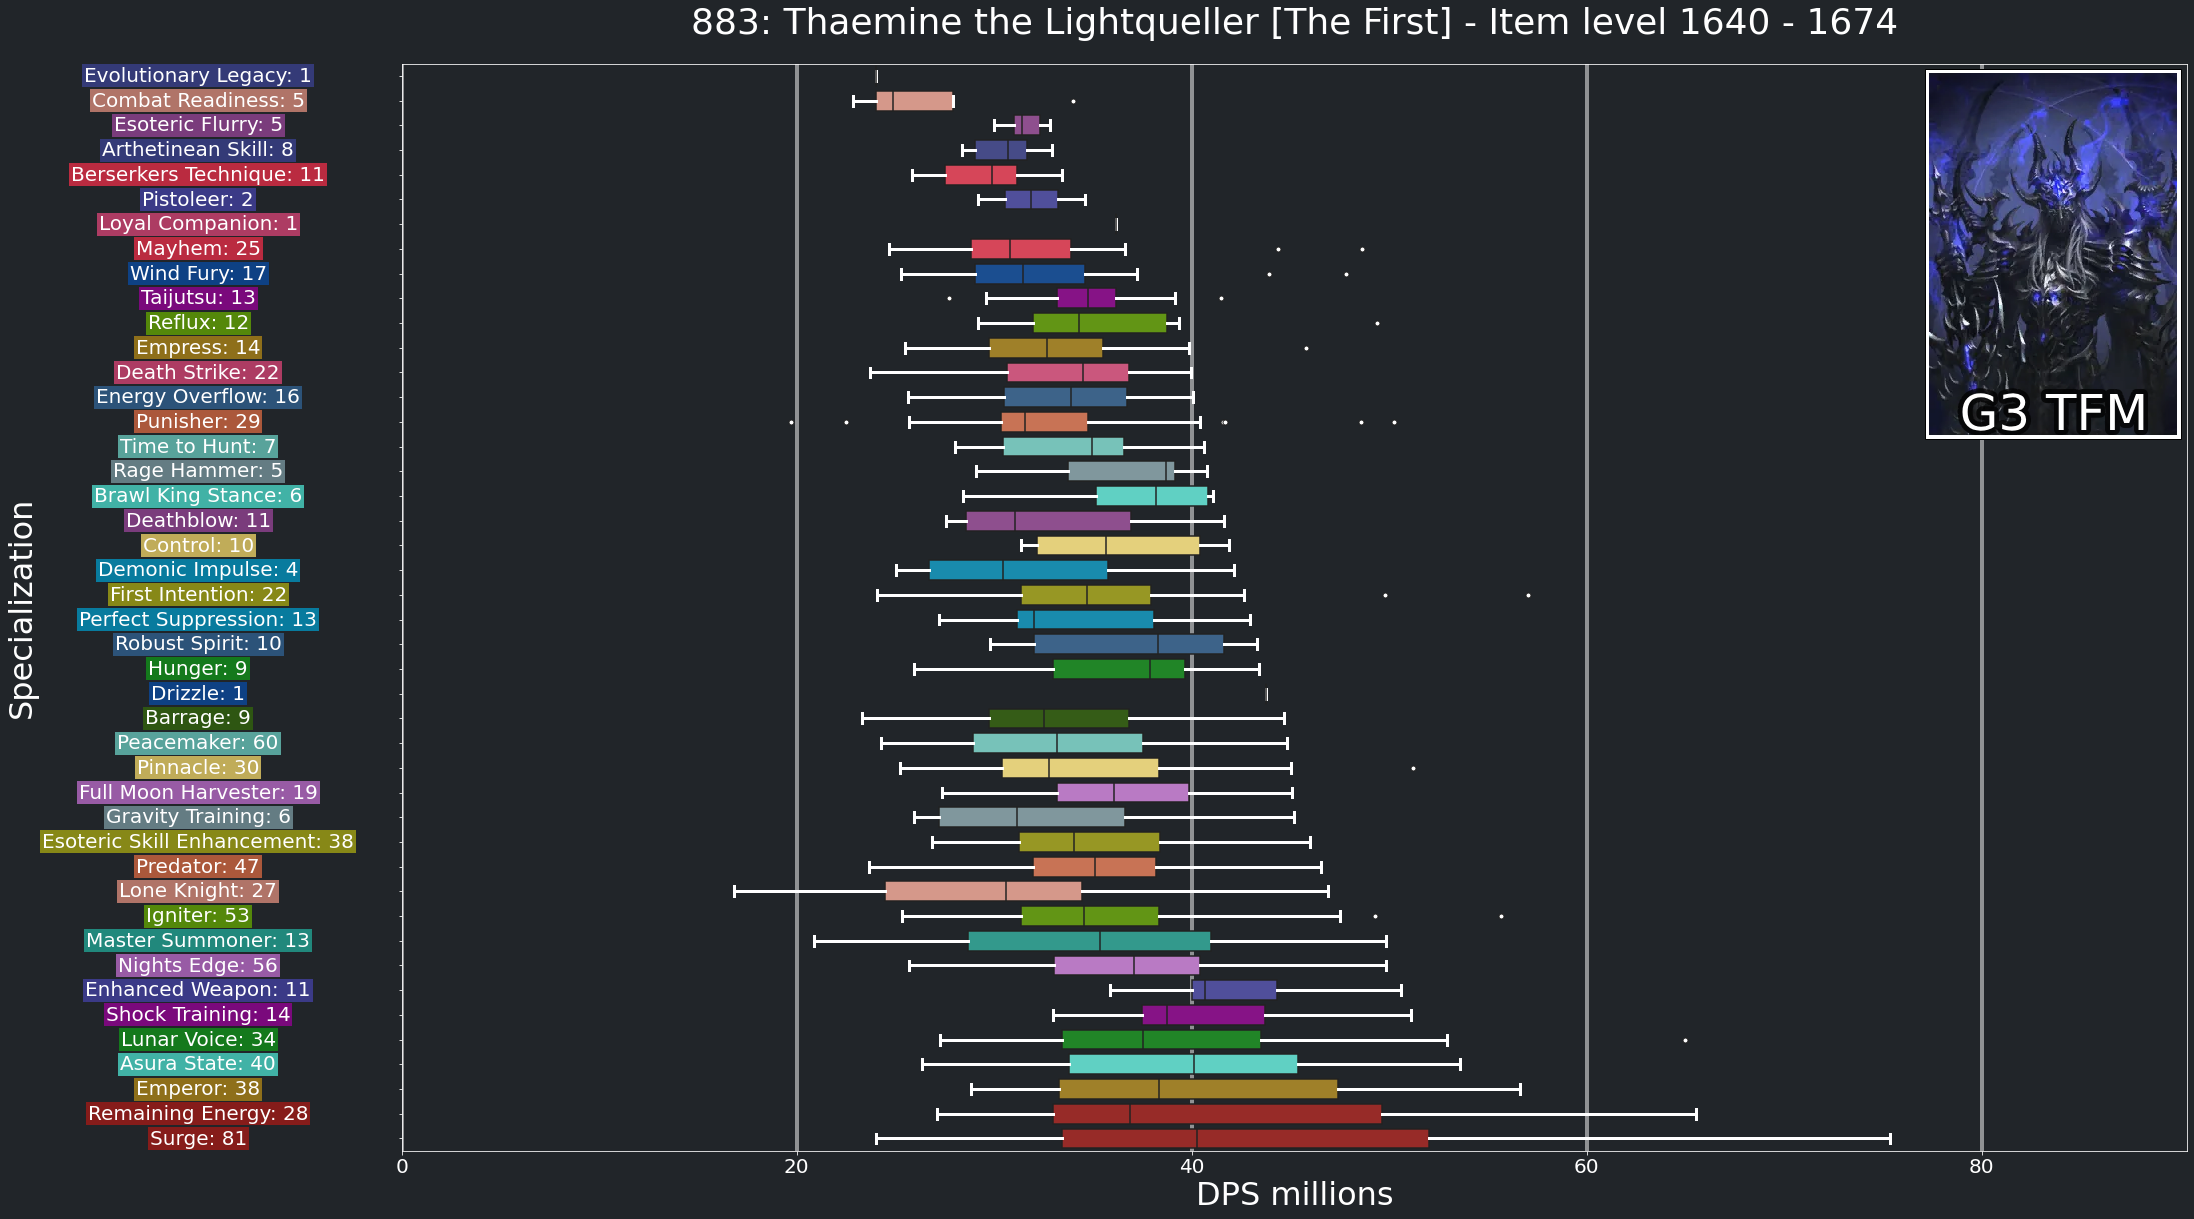 883: Thaemine the Lightqueller [The First] - Item level 1640 - 1674
Evolutionary Legacy: 1
Combat Readiness: 5
Esoteric Flurry: 5
Arthetinean Skill: 8
Berserkers Technique: 11
Pistoleer: 2
Loyal Companion: 1
Mayhem: 25
Wind Fury: 17
Taijutsu: 13
Reflux: 12
Empress: 14
Death Strike: 22
Energy Overflow: 16
Punisher: 29
Time to Hunt: 7
Rage Hammer: 5
Brawl King Stance: 6
Deathblow: 11
Control: 10
Demonic Impulse: 4
First Intention: 22
Perfect Suppression: 13
Robust Spirit: 10
Hunger: 9
Drizzle: 1
Barrage: 9
Peacemaker: 60
Pinnacle: 30
Full Moon Harvester: 19
Gravity Training: 6
Esoteric Skill Enhancement: 38
Predator: 47
Lone Knight: 27
Igniter: 53
Master Summoner: 13
Nights Edge: 56
Enhanced Weapon: 11
Shock Training: 14
Lunar Voice: 34
Asura State: 40
Emperor: 38
Remaining Energy: 28
Surge: 81
Specialization
G3 TFM
0 20 40 60 80
DPS millions